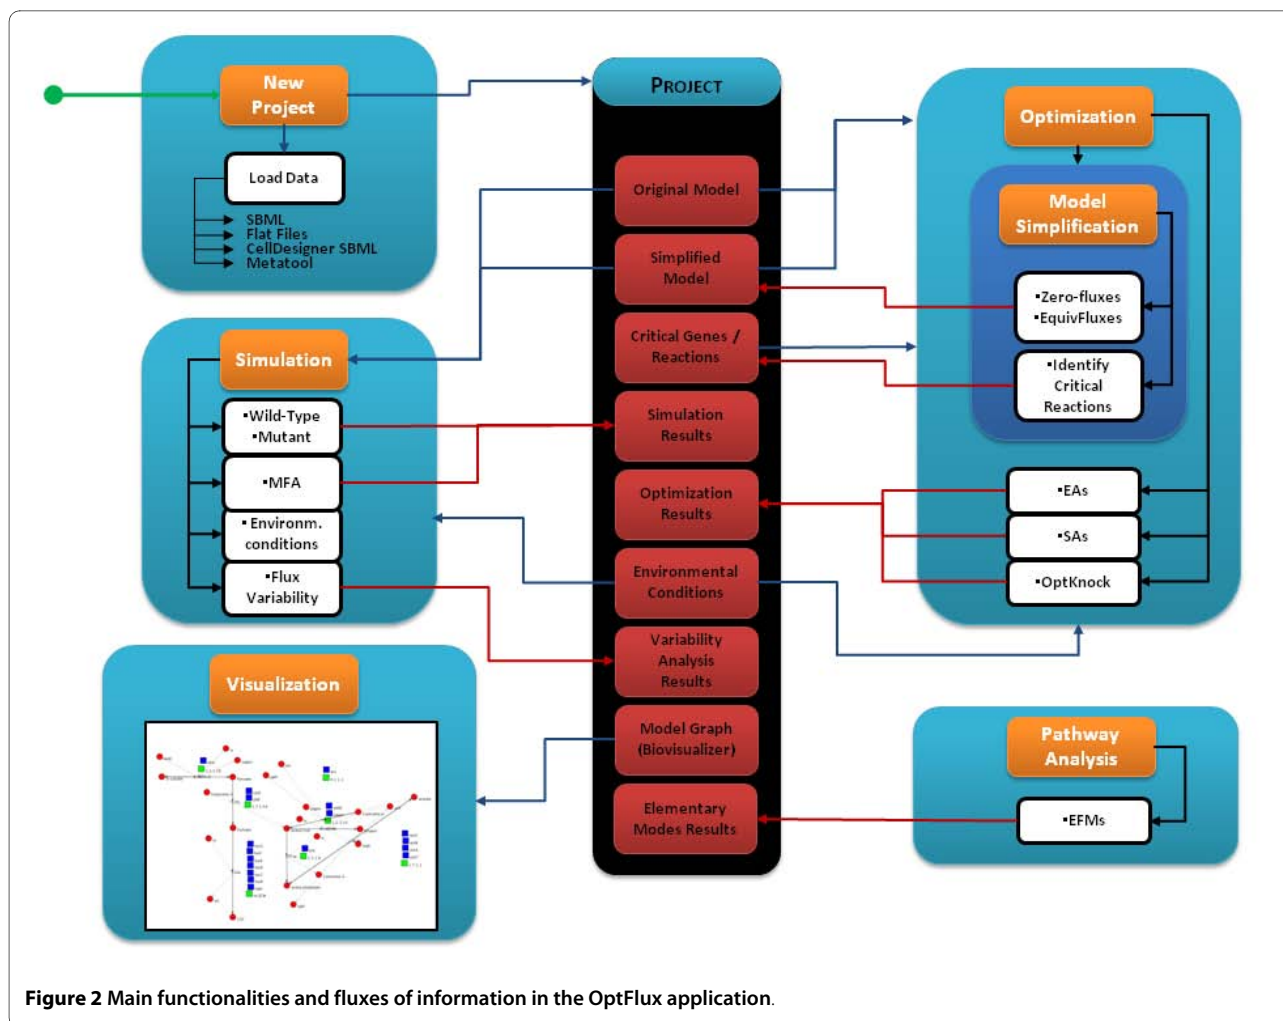 New
Project
Load Data
SBML
Flat Files
CellDesigner SBML
Metatool
Simulation
▪Wild-Type
▪Mutant
▪MFA
▪Environm.
conditions
▪Flux
Variability
Visualization
PROJECT
Original Model
Simplified
Model
Critical Genes /
Reactions
Simulation
Results
Optimization
Results
Environmental
Conditions
Variability
Analysis
Results
Model Graph
(Biovisualizer)
Elementary
Modes Results
Optimization
Model
Simplification
▪Zero-fluxes
▪EquivFluxes
▪Identify
Critical
Reactions
▪EAs
▪SAs
▪OptKnock
Pathway
Analysis
▪EFMs
Figure 2 Main functionalities and fluxes of information in the OptFlux application.